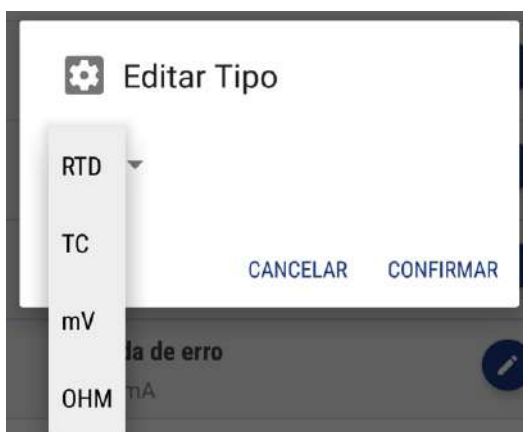 Editar Tipo
RTD
TC
CANCELAR CONFIRMAR
mV
da de erro
OHM
mA